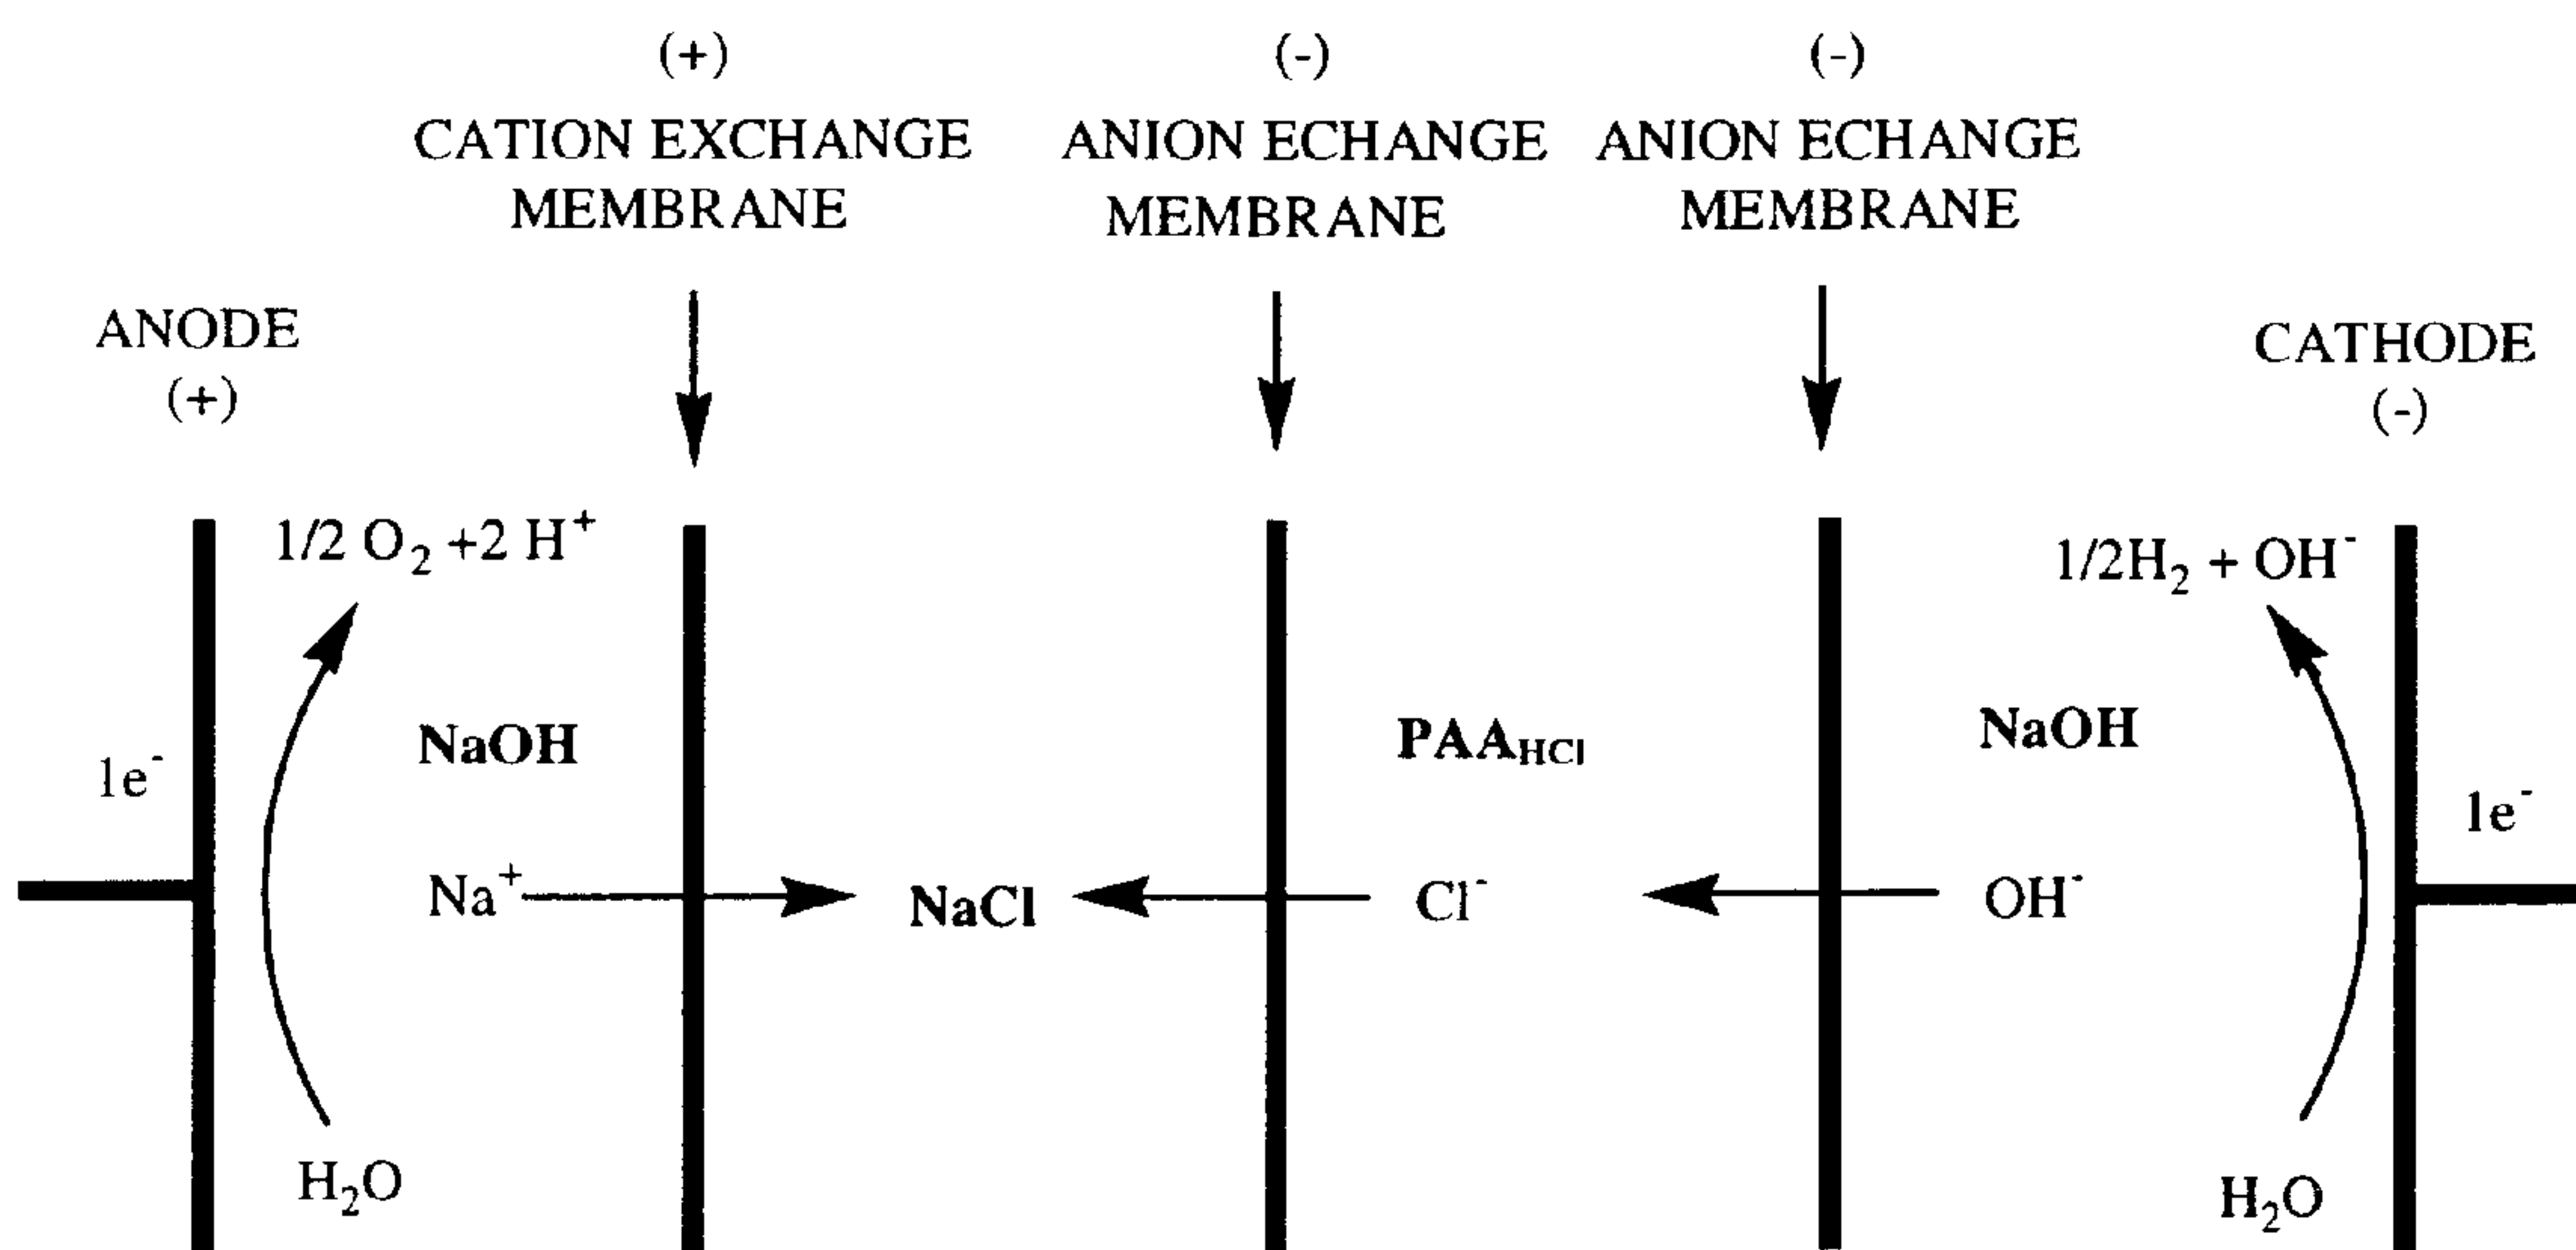 (+)
(-)
(-)
CATION EXCHANGE
MEMBRANE
ANION ECHANGE
MEMBRANE
ANION ECHANGE
MEMBRANE
ANODE
(+)
CATHODE
(-)
1/2 O₂ +2 H⁺
1/2H₂ + OH⁻
NaOH
PAA_HCl
NaOH
1e⁻
1e⁻
Na⁺
NaCl
Cl⁻
OH⁻
H₂O
H₂O